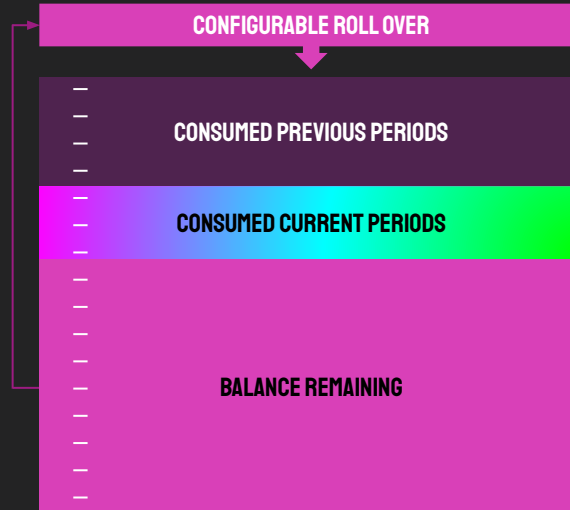 CONFIGURABLE ROLL OVER
CONSUMED PREVIOUS PERIODS
CONSUMED CURRENT PERIODS
BALANCE REMAINING